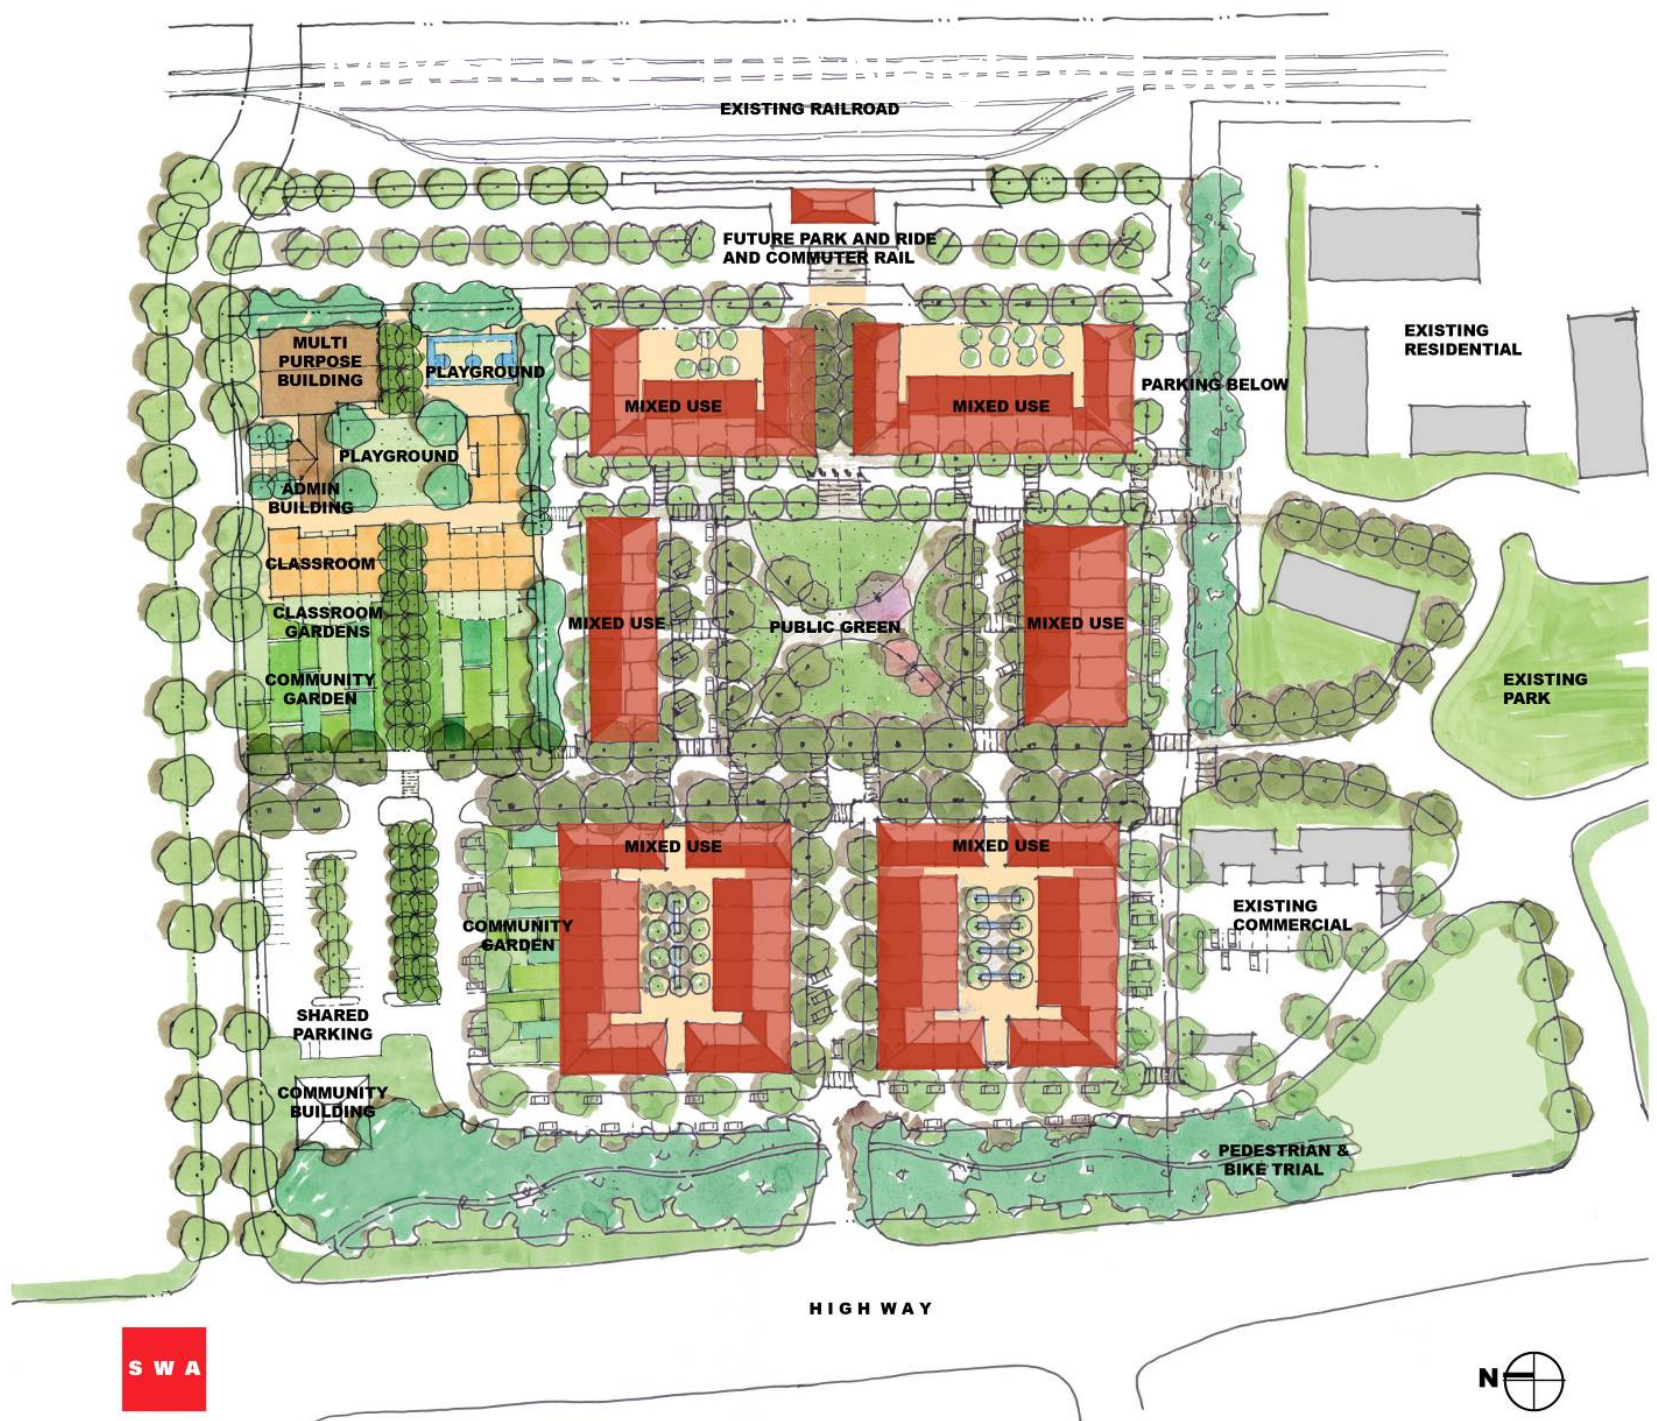 EXISTING RAILROAD
FUTURE PARK AND RIDE
AND COMMUTER RAIL
EXISTING
RESIDENTIAL
MULTI
PURPOSE
BUILDING
PLAYGROUND
PARKING BELOW
MIXED USE
MIXED USE
PLAYGROUND
ADMIN
BUILDING
CLASSROOM
CLASSROOM
GARDENS
MIXED USE
PUBLIC GREEN
MIXED USE
COMMUNITY
GARDEN
EXISTING
PARK
MIXED USE
MIXED USE
COMMUNITY
GARDEN
EXISTING
COMMERCIAL
SHARED
PARKING
COMMUNITY
BUILDING
PEDESTRIAN &
BIKE TRIAL
HIGHWAY
SWA
N